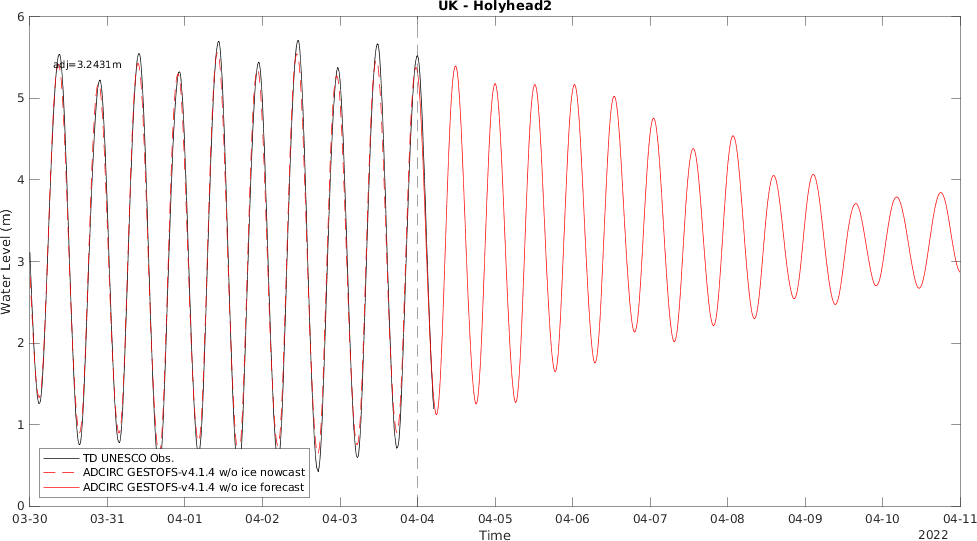 UK - Holyhead2
6
adj=3.2431m
5
4
3
2
1
0
Water Level (m)
TD UNESCO Obs.
ADCIRC GESTOFS-v4.1.4 w/o ice nowcast
ADCIRC GESTOFS-v4.1.4 w/o ice forecast
03-30 03-31 04-01 04-02 04-03 04-04 04-05 04-06 04-07 04-08 04-09 04-10 04-11
Time
2022